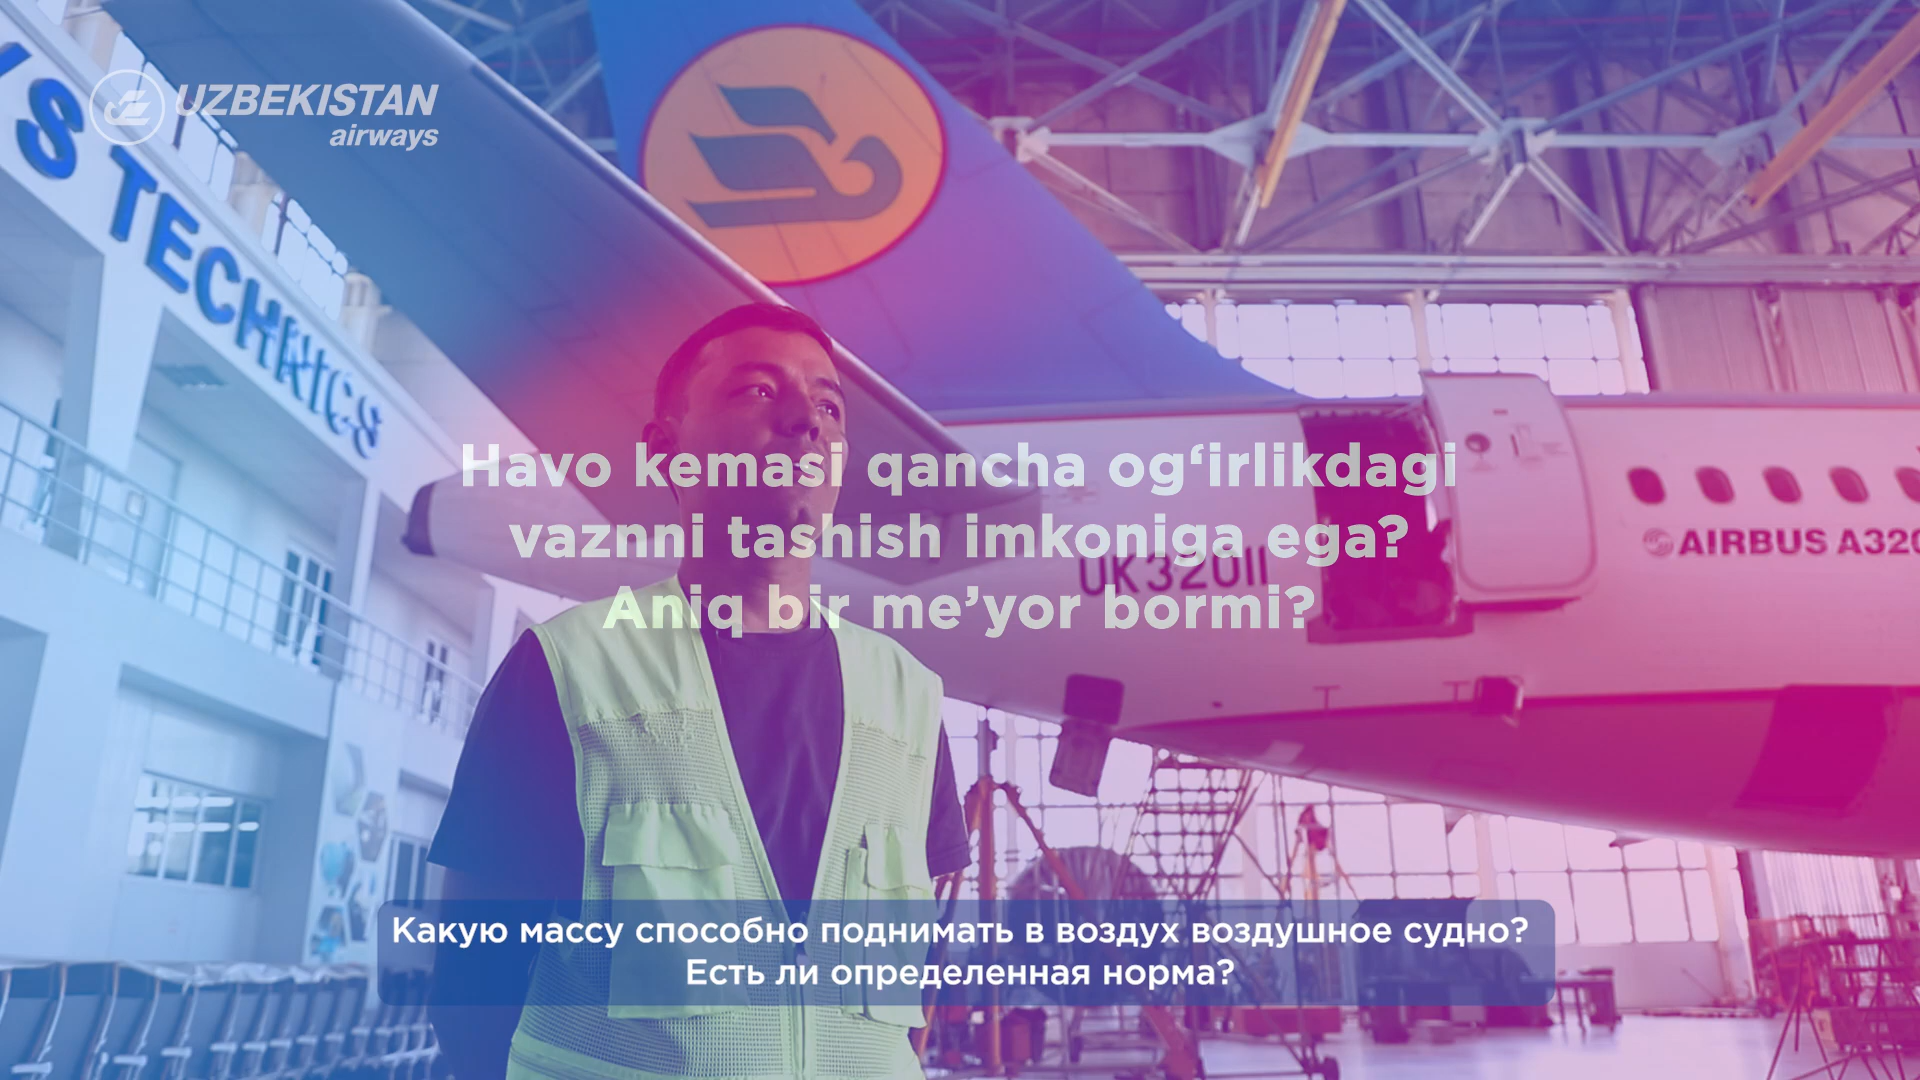 UZBEKISTAN
airways
S TECHNICS
Havo kemasi qancha og‘irlikdagi
vaznni tashish imkoniga ega?
Aniq bir me’yor bormi?
UK32011
AIRBUS A320
Какую массу способно поднимать в воздух воздушное судно?
Есть ли определенная норма?